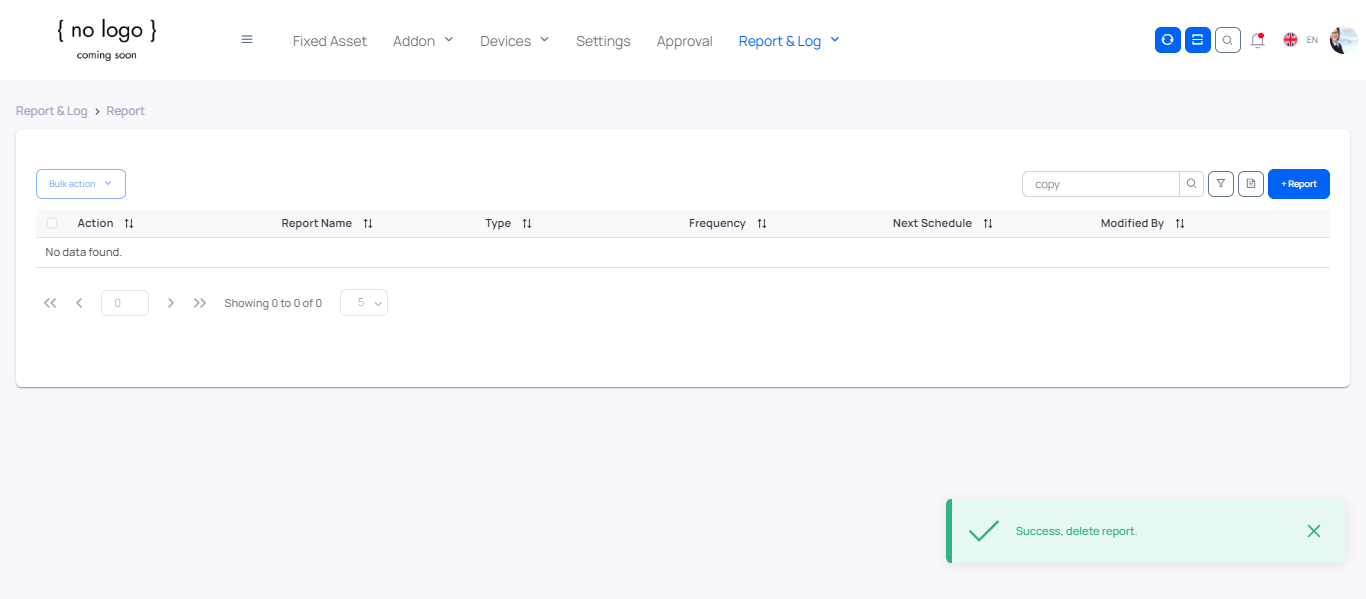 { no logo }
coming soon
Fixed Asset Addon Devices Settings Approval Report & Log EN
Report & Log > Report
Bulk action copy + Report
Action Report Name Type Frequency Next Schedule Modified By
No data found.
0 Showing 0 to 0 of 0 5
Success, delete report.